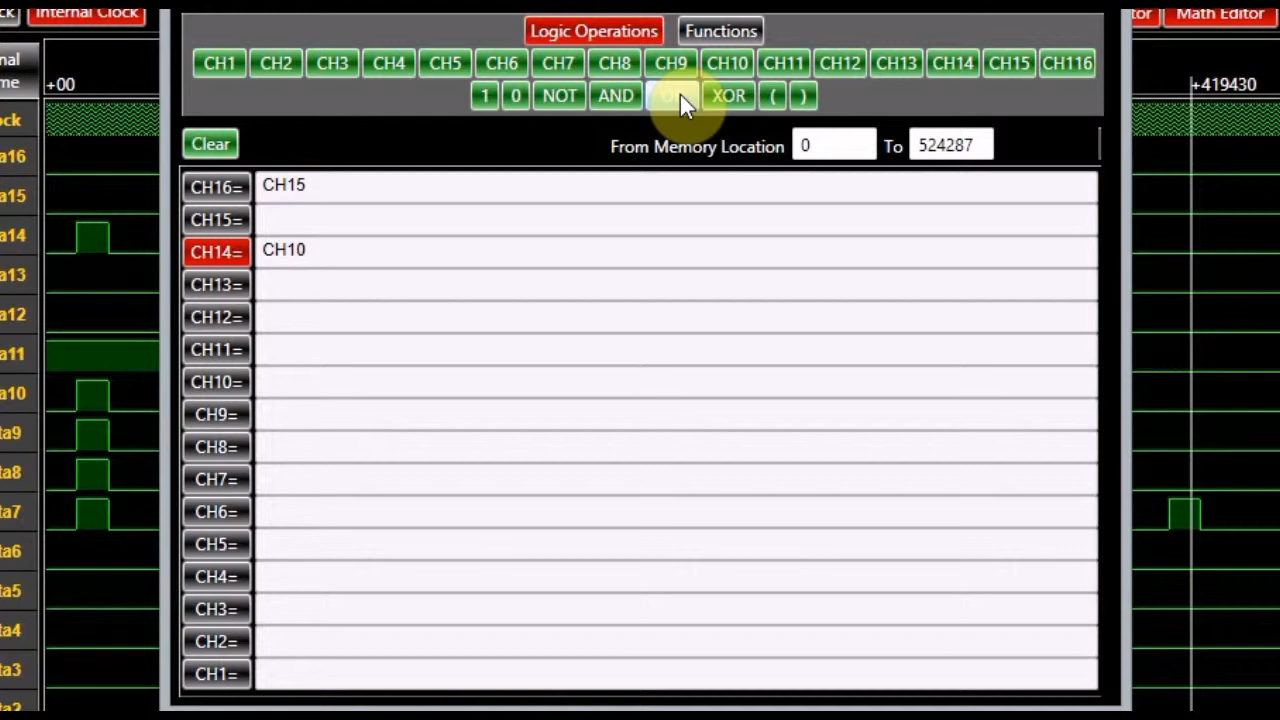 ck Internal Clock
Logic Operations Functions
tor Math Editor
CH1 CH2 CH3 CH4 CH5 CH6 CH7 CH8 CH9 CH10 CH11 CH12 CH13 CH14 CH15 CH116
1 0 NOT AND XOR ( )
Clear
From Memory Location 0 To 524287
CH16= CH15
CH15=
CH14= CH10
CH13=
CH12=
CH11=
CH10=
CH9=
CH8=
CH7=
CH6=
CH5=
CH4=
CH3=
CH2=
CH1=
nal
me
+00
+419430
ock
a16
a15
a14
a13
a12
a11
a10
ta9
ta8
ta7
ta6
ta5
ta4
ta3
ta2